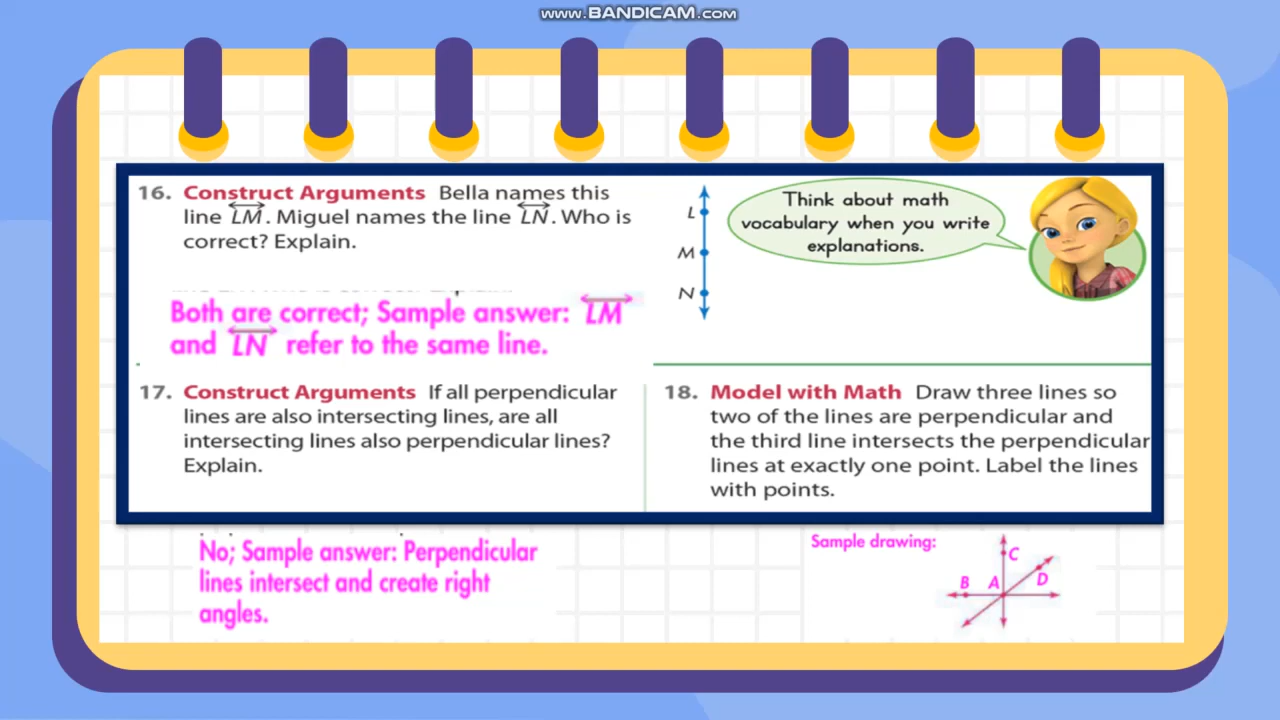 www.BANDICAM.com
16. Construct Arguments Bella names this
line LM. Miguel names the line LN. Who is
correct? Explain.
L
M
N
Think about math
vocabulary when you write
explanations.
Both are correct; Sample answer: LM
and LN refer to the same line.
17. Construct Arguments If all perpendicular
lines are also intersecting lines, are all
intersecting lines also perpendicular lines?
Explain.
No; Sample answer: Perpendicular
lines intersect and create right
angles.
18. Model with Math Draw three lines so
two of the lines are perpendicular and
the third line intersects the perpendicular
lines at exactly one point. Label the lines
with points.
Sample drawing:
C
B A D